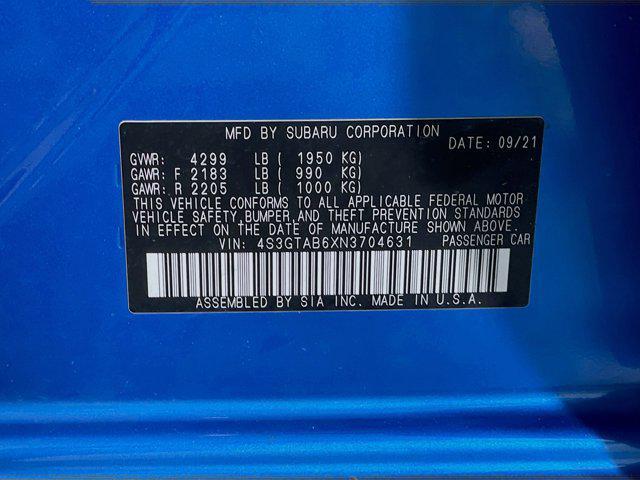 MFD BY SUBARU CORPORATION
DATE: 09/21
GVWR: 4299 LB ( 1950 KG)
GAWR: F 2183 LB ( 990 KG)
GAWR: R 2205 LB ( 1000 KG)
THIS VEHICLE CONFORMS TO ALL APPLICABLE FEDERAL MOTOR
VEHICLE SAFETY, BUMPER, AND THEFT PREVENTION STANDARDS
IN EFFECT ON THE DATE OF MANUFACTURE SHOWN ABOVE.
VIN: 4S3GTAB6XN3704631 PASSENGER CAR
ASSEMBLED BY SIA INC. MADE IN U.S.A.